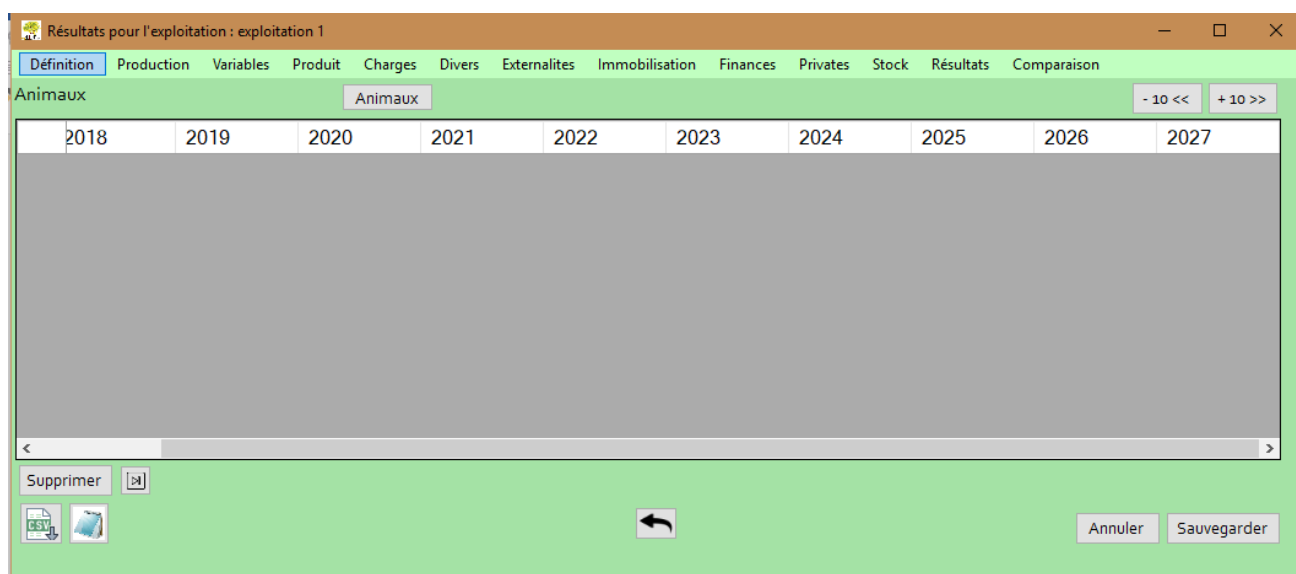 Résultats pour l'exploitation : exploitation 1
Définition Production Variables Produit Charges Divers Externalites Immobilisation Finances Privates Stock Résultats Comparaison
Animaux Animaux - 10 << + 10 >>
2018 2019 2020 2021 2022 2023 2024 2025 2026 2027
Supprimer
CSV
Annuler Sauvegarder